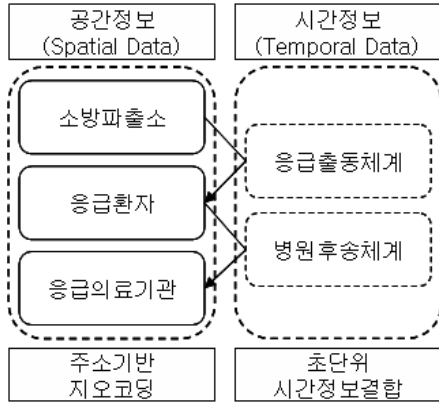 공간정보
(Spatial Data)
시간정보
(Temporal Data)
소방파출소
응급환자
응급의료기관
응급출동체계
병원후송체계
주소기반
지오코딩
초단위
시간정보결합